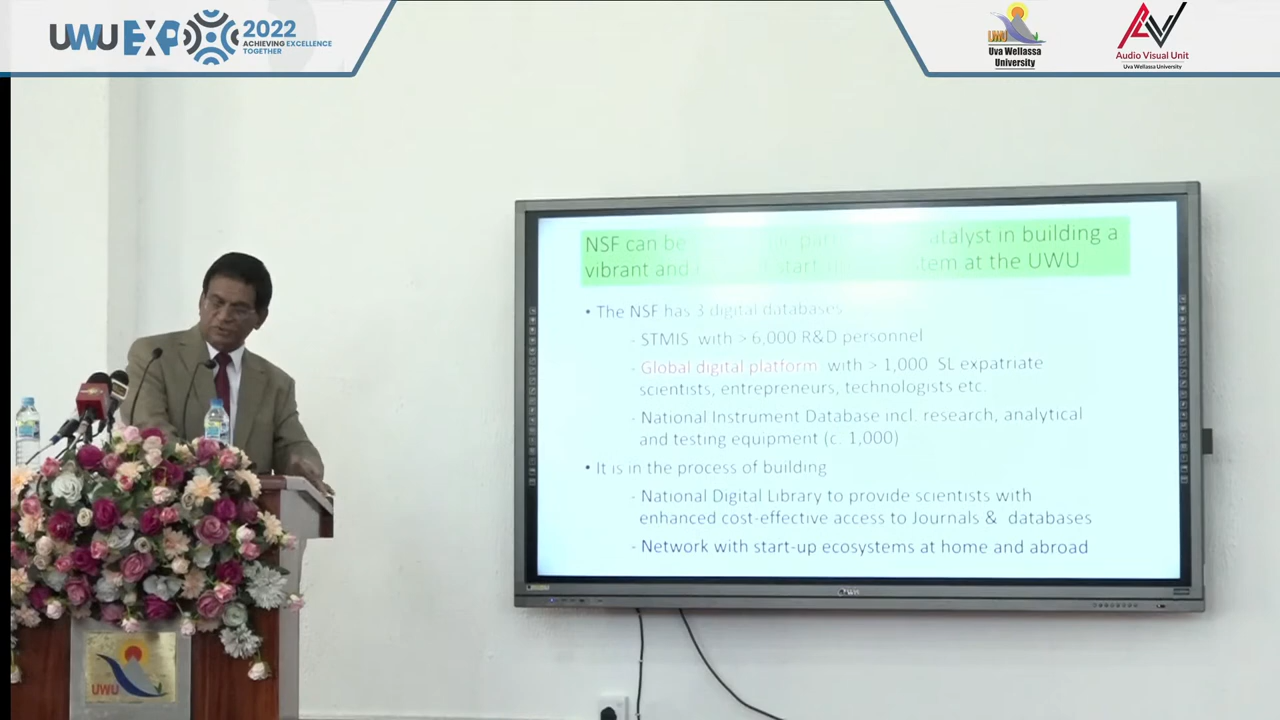 UWU EXPO 2022
ACHIEVING EXCELLENCE
TOGETHER
UWU
Uva Wellassa
University
AV
Audio Visual Unit
Uva Wellassa University
NSF can be atalyst in building a
vibrant and start tem at the UWU
• The NSF has 3 digital databases
- STMIS with > 6,000 R&D personnel
- Global digital platform with > 1,000 SL expatriate
scientists, entrepreneurs, technologists etc.
- National Instrument Database incl. research, analytical
and testing equipment (c. 1,000)
• It is in the process of building
- National Digital Library to provide scientists with
enhanced cost-effective access to Journals & databases
- Network with start-up ecosystems at home and abroad
UWU